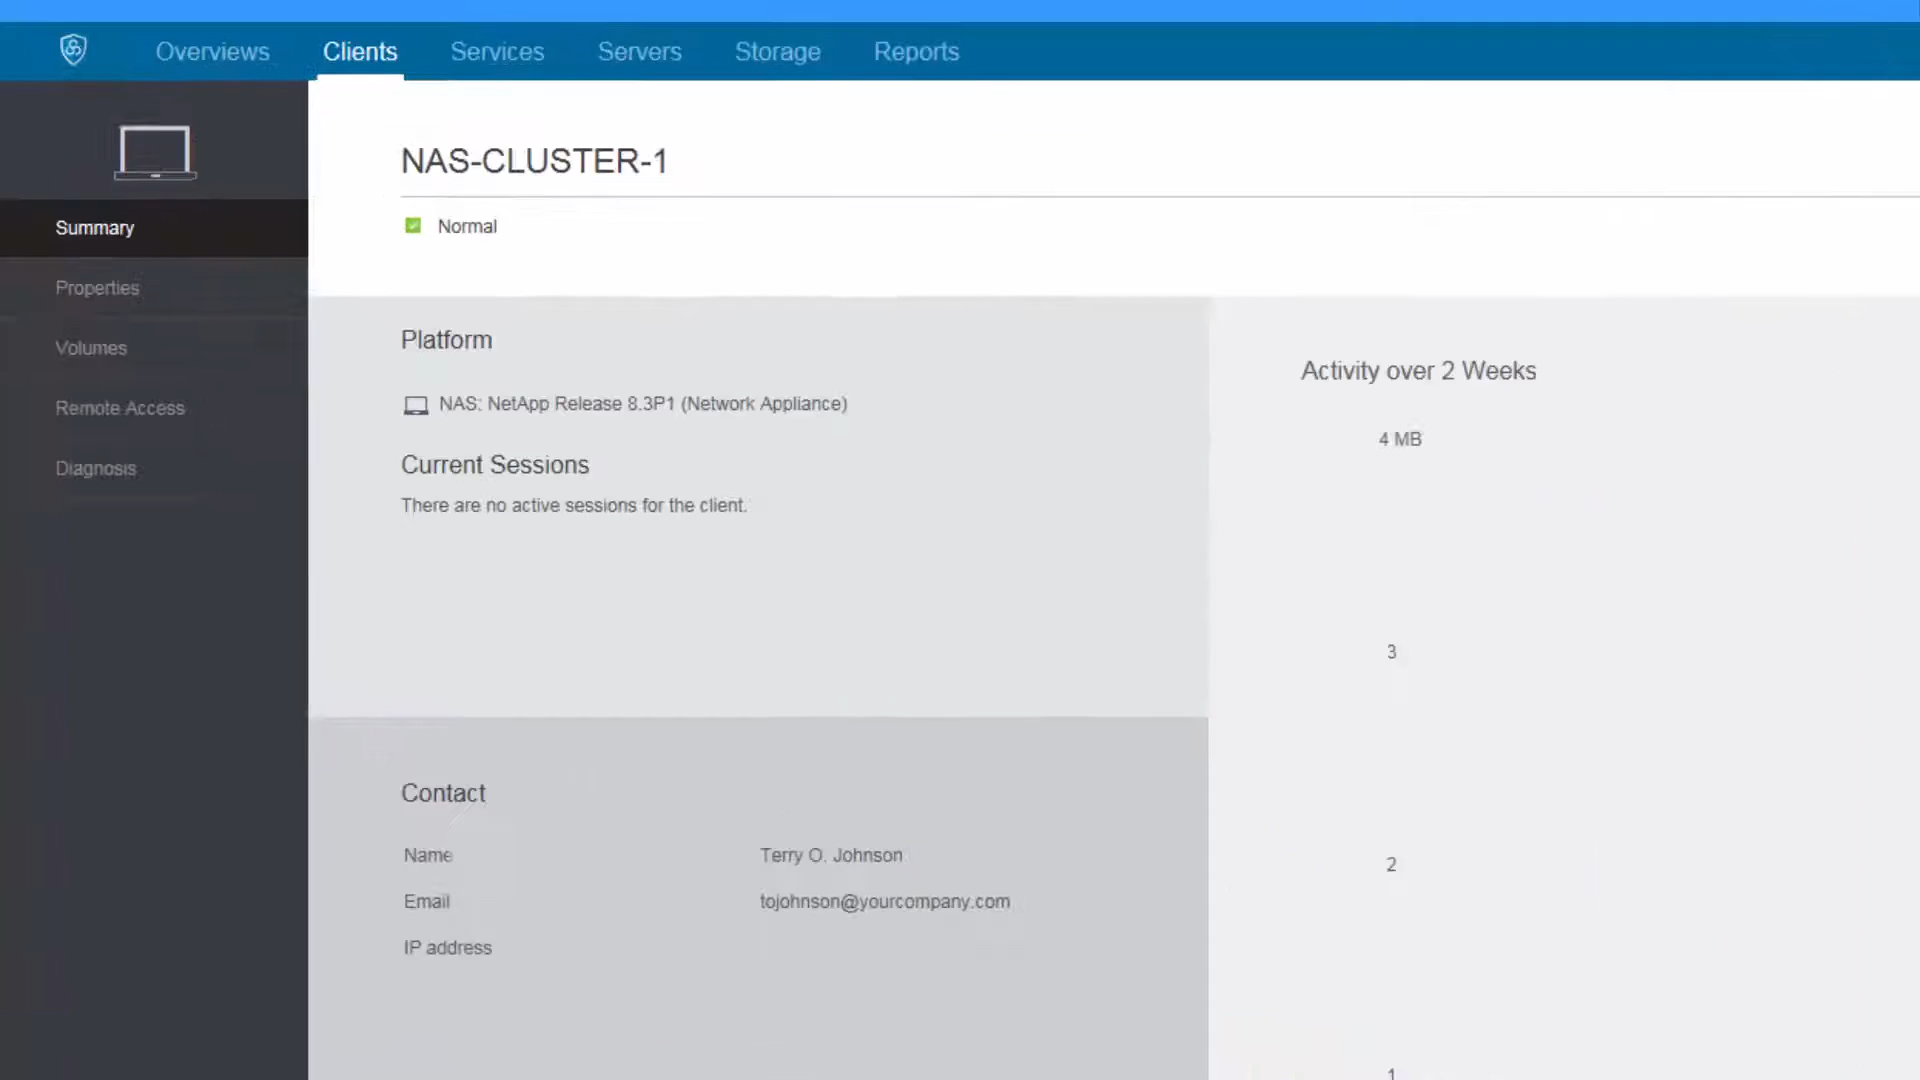 Overviews Clients Services Servers Storage Reports
NAS-CLUSTER-1
Normal
Summary
Properties
Volumes
Remote Access
Diagnosis
Platform
NAS: NetApp Release 8.3P1 (Network Appliance)
Current Sessions
There are no active sessions for the client.
Contact
Name Terry O. Johnson
Email tojohnson@yourcompany.com
IP address
Activity over 2 Weeks
4 MB
3
2
1